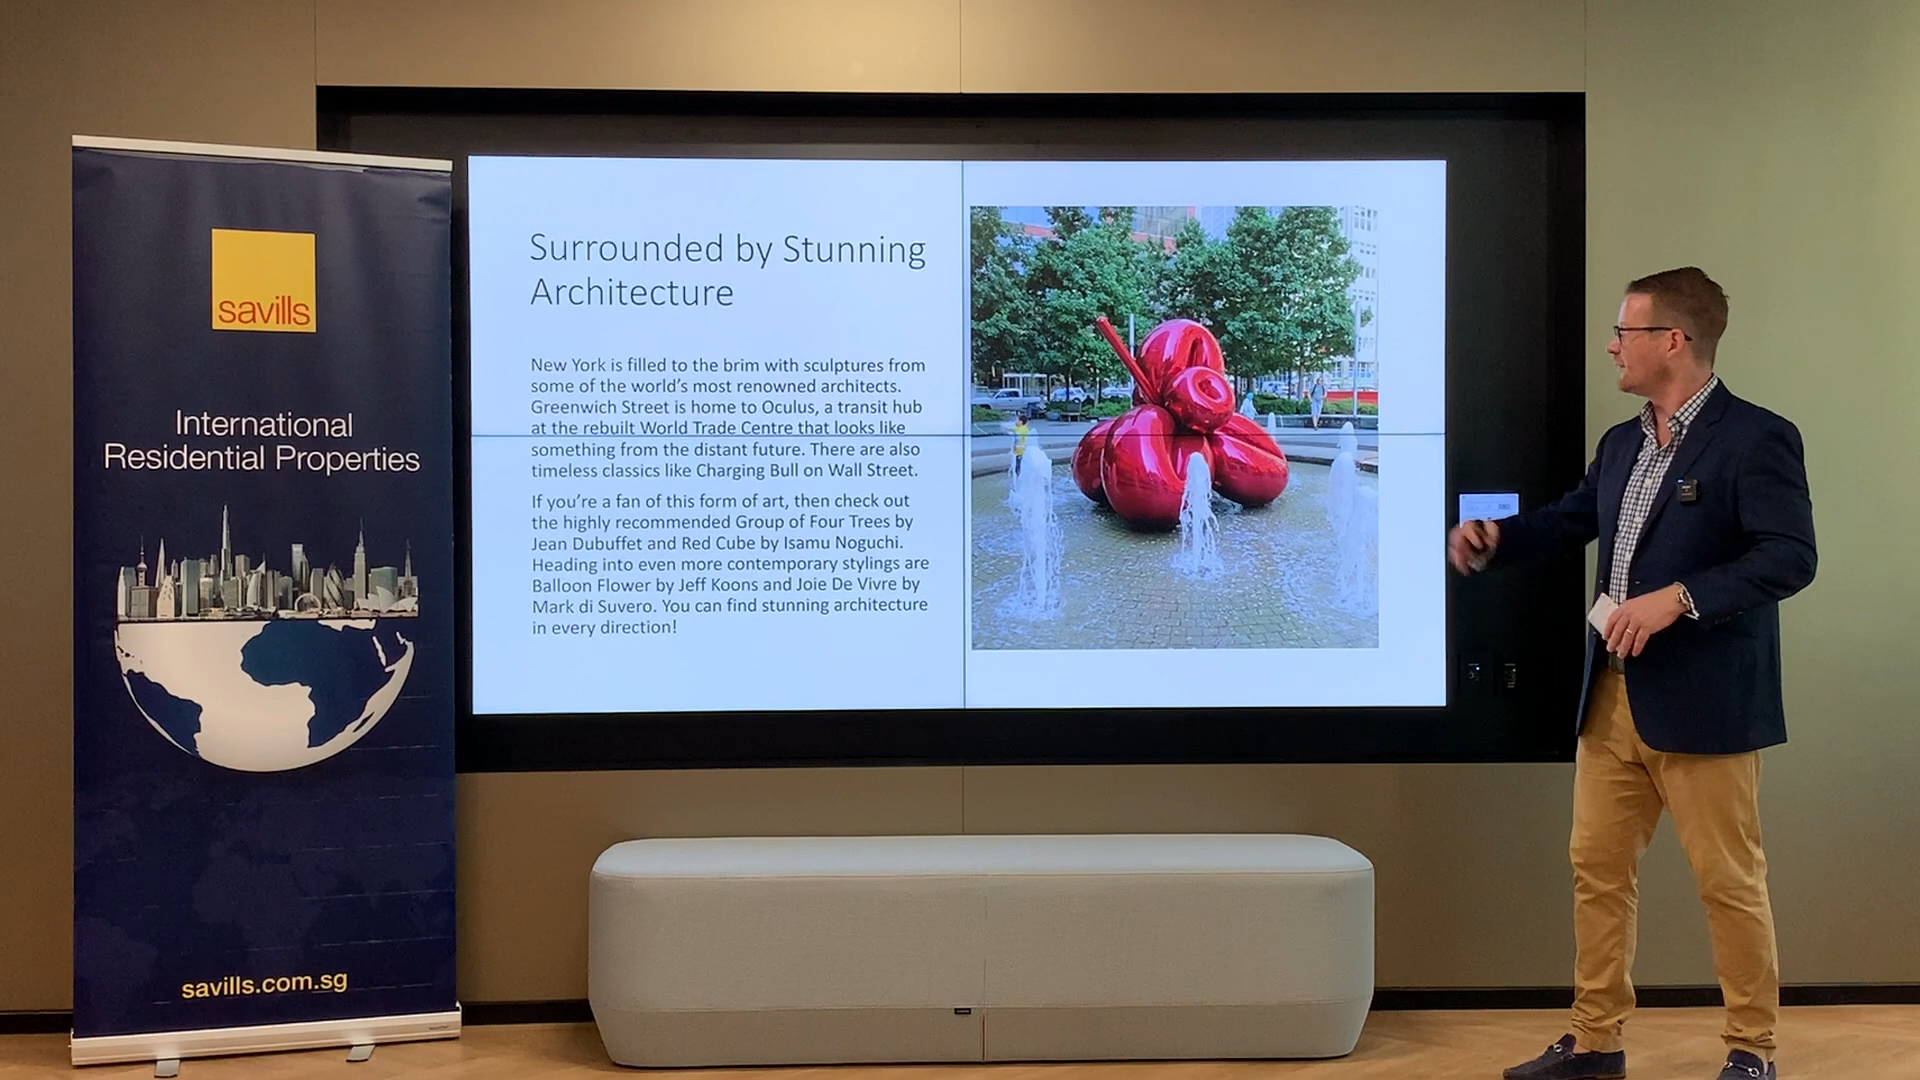 savills
International
Residential Properties
savills.com.sg
Surrounded by Stunning
Architecture
New York is filled to the brim with sculptures from
some of the world's most renowned architects.
Greenwich Street is home to Oculus, a transit hub
at the rebuilt World Trade Centre that looks like
something from the distant future. There are also
timeless classics like Charging Bull on Wall Street.
If you're a fan of this form of art, then check out
the highly recommended Group of Four Trees by
Jean Dubuffet and Red Cube by Isamu Noguchi.
Heading into even more contemporary stylings are
Balloon Flower by Jeff Koons and Joie De Vivre by
Mark di Suvero. You can find stunning architecture
in every direction!